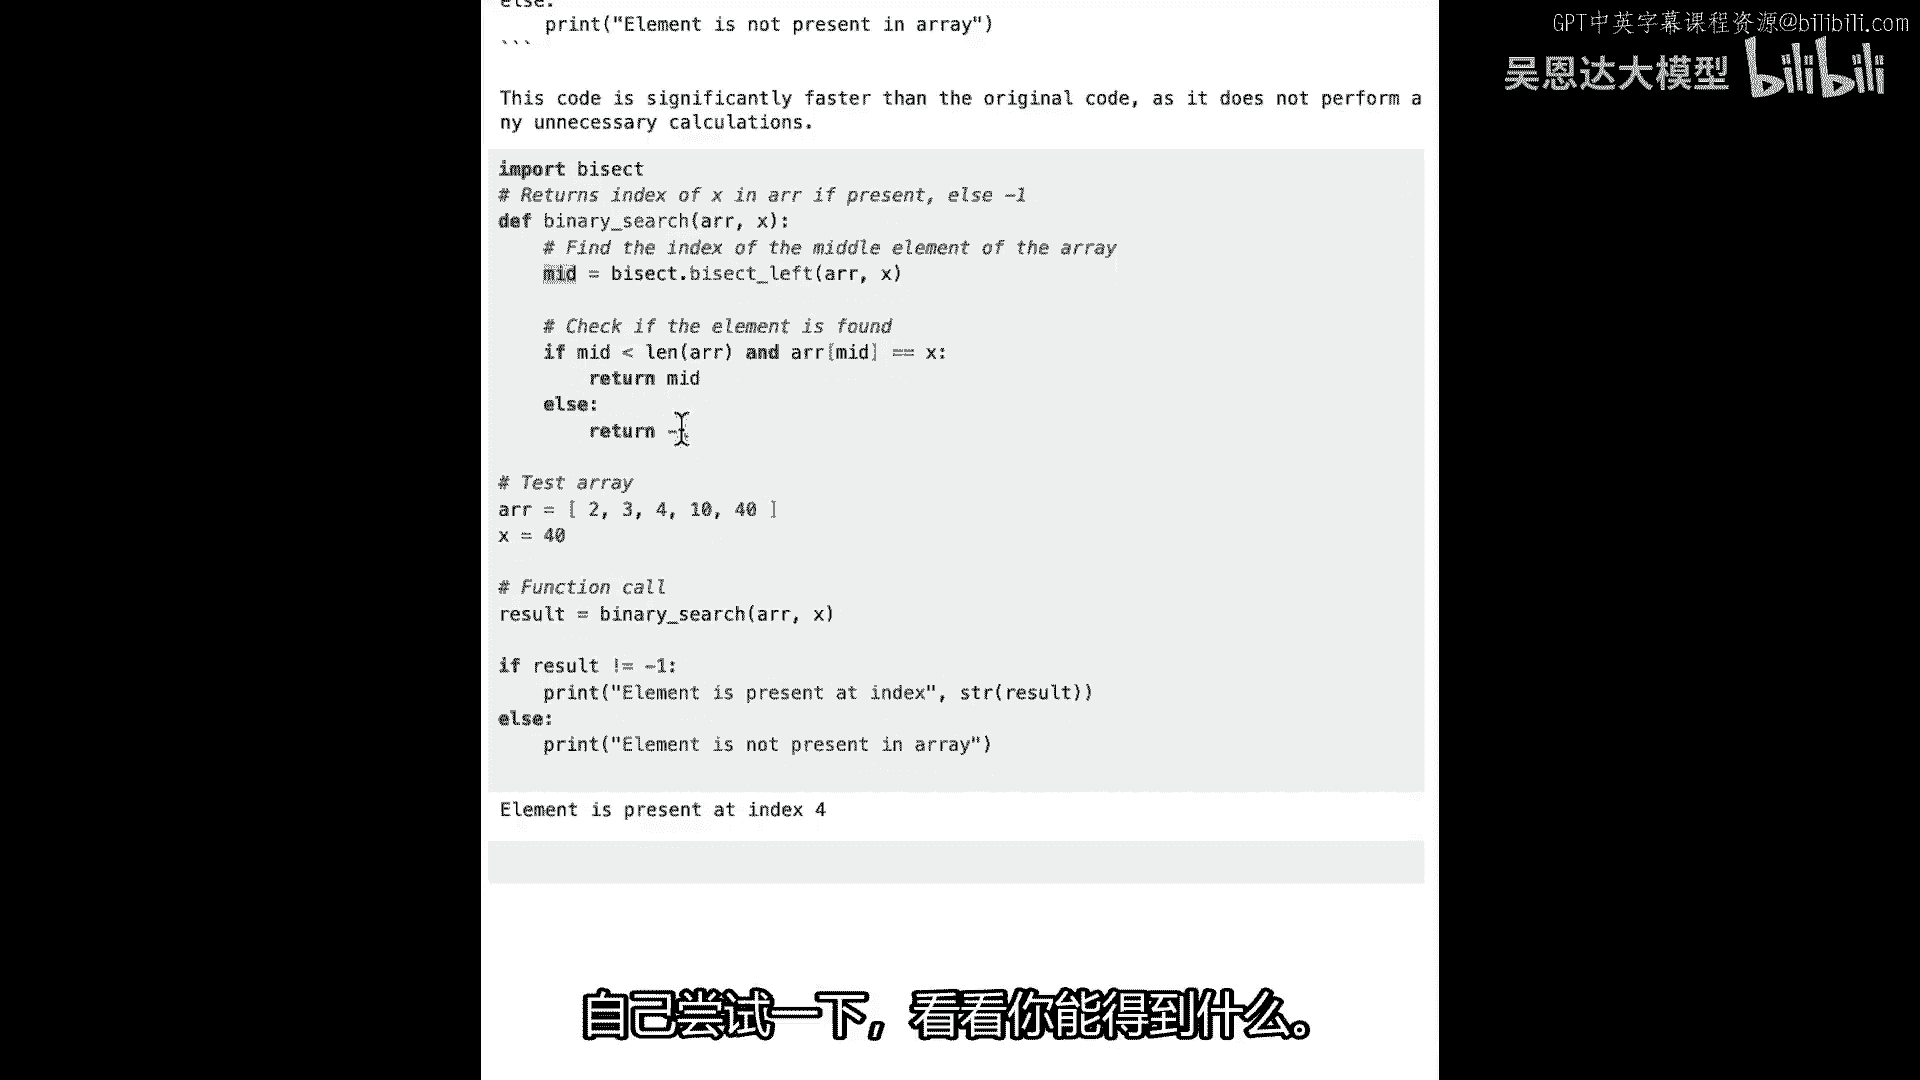 else:
    print("Element is not present in array")
```
GPT中英字幕课程资源@bilibili.com
吴恩达大模型 bilibili
This code is significantly faster than the original code, as it does not perform a
ny unnecessary calculations.
import bisect
# Returns index of x in arr if present, else -1
def binary_search(arr, x):
    # Find the index of the middle element of the array
    mid = bisect.bisect_left(arr, x)
    # Check if the element is found
    if mid < len(arr) and arr[mid] == x:
        return mid
    else:
        return -1
# Test array
arr = [ 2, 3, 4, 10, 40 ]
x = 40
# Function call
result = binary_search(arr, x)
if result != -1:
    print("Element is present at index", str(result))
else:
    print("Element is not present in array")
Element is present at index 4
自己尝试一下，看看你能得到什么。